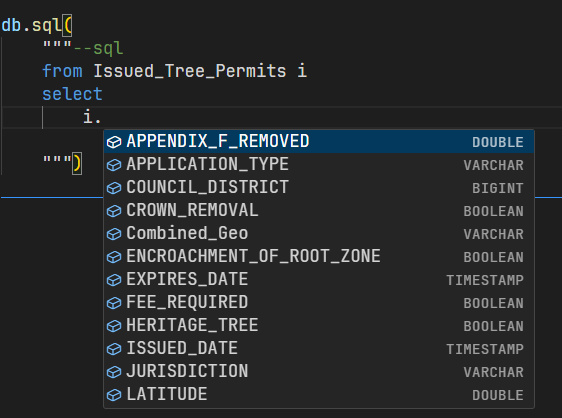 db.sql(
"""--sql
from Issued_Tree_Permits i
select
i.
APPENDIX_F_REMOVED DOUBLE
APPLICATION_TYPE VARCHAR
COUNCIL_DISTRICT BIGINT
CROWN_REMOVAL BOOLEAN
Combined_Geo VARCHAR
ENCROACHMENT_OF_ROOT_ZONE BOOLEAN
EXPIRES_DATE TIMESTAMP
FEE_REQUIRED BOOLEAN
HERITAGE_TREE BOOLEAN
ISSUED_DATE TIMESTAMP
JURISDICTION VARCHAR
LATITUDE DOUBLE
""")